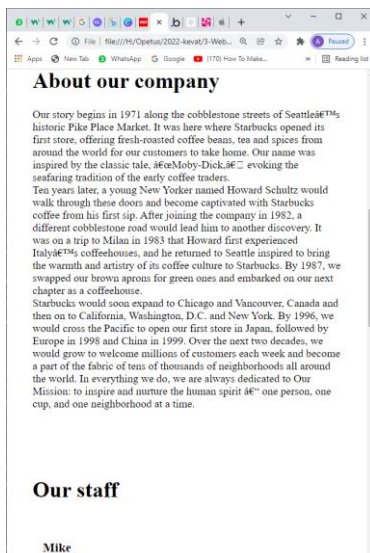 File | file:///H:/Opetus/2022-kevat/3-Web...
Paused
Apps New Tab WhatsApp Google (170) How To Make... » Reading list
About our company
Our story begins in 1971 along the cobblestone streets of Seattleâ€™s
historic Pike Place Market. It was here where Starbucks opened its
first store, offering fresh-roasted coffee beans, tea and spices from
around the world for our customers to take home. Our name was
inspired by the classic tale, â€œMoby-Dick,â€□ evoking the
seafaring tradition of the early coffee traders.
Ten years later, a young New Yorker named Howard Schultz would
walk through these doors and become captivated with Starbucks
coffee from his first sip. After joining the company in 1982, a
different cobblestone road would lead him to another discovery. It
was on a trip to Milan in 1983 that Howard first experienced
Italyâ€™s coffeehouses, and he returned to Seattle inspired to bring
the warmth and artistry of its coffee culture to Starbucks. By 1987, we
swapped our brown aprons for green ones and embarked on our next
chapter as a coffeehouse.
Starbucks would soon expand to Chicago and Vancouver, Canada and
then on to California, Washington, D.C. and New York. By 1996, we
would cross the Pacific to open our first store in Japan, followed by
Europe in 1998 and China in 1999. Over the next two decades, we
would grow to welcome millions of customers each week and become
a part of the fabric of tens of thousands of neighborhoods all around
the world. In everything we do, we are always dedicated to Our
Mission: to inspire and nurture the human spirit â€“ one person, one
cup, and one neighborhood at a time.
Our staff
Mike